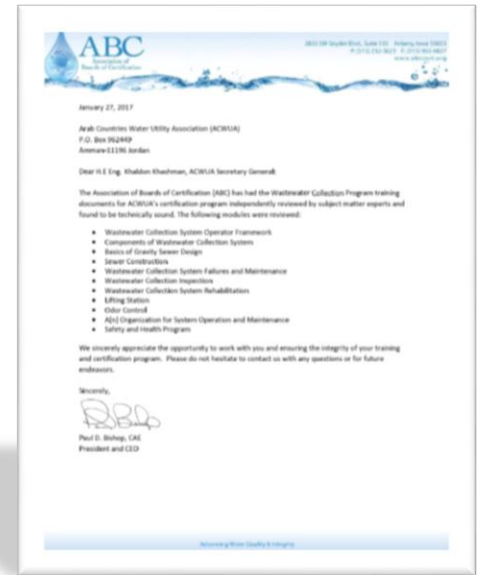 ABC
Association of
Boards of Certification
January 27, 2017
Arab Countries Water Utility Association (ACWUA)
P.O. Box 962449
Amman-11196 Jordan
Dear H.E Eng. Khaldon Khashman, ACWUA Secretary General:
The Association of Boards of Certification (ABC) has had the Wastewater Collection Program training
documents for ACWUA's certification program independently reviewed by subject matter experts and
found to be technically sound. The following modules were reviewed:
• Wastewater Collection System Operator Framework
• Components of Wastewater Collection System
• Basics of Gravity Sewer Design
• Sewer Construction
• Wastewater Collection System Failures and Maintenance
• Wastewater Collection Inspection
• Wastewater Collection System Rehabilitation
• Lifting Station
• Odor Control
• A(n) Organization for System Operation and Maintenance
• Safety and Health Program
We sincerely appreciate the opportunity to work with you and ensuring the integrity of your training
and certification program. Please do not hesitate to contact us with any questions or for future
endeavors.
Sincerely,
Paul D. Bishop, CAE
President and CEO
Advancing Water Quality & Integrity